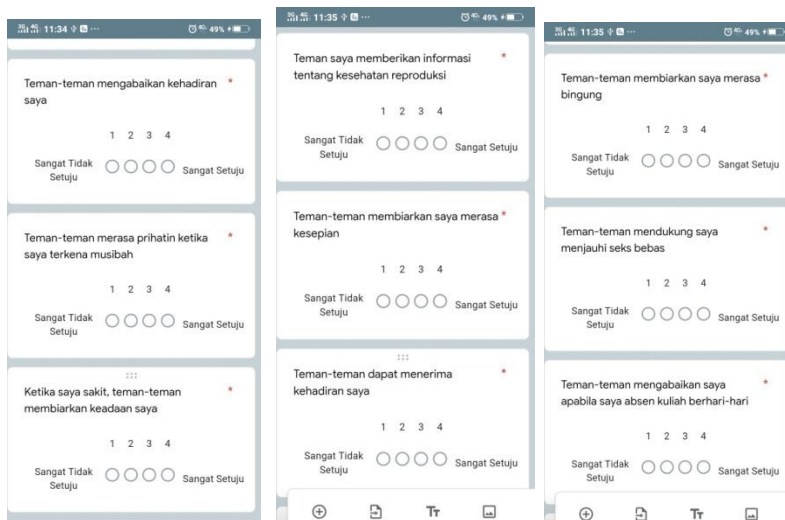 11:34
49%
Teman-teman mengabaikan kehadiran *
saya
1 2 3 4
Sangat Tidak
Setuju
Sangat Setuju
Teman-teman merasa prihatin ketika *
saya terkena musibah
1 2 3 4
Sangat Tidak
Setuju
Sangat Setuju
Ketika saya sakit, teman-teman *
membiarkan keadaan saya
1 2 3 4
Sangat Tidak
Setuju
Sangat Setuju
11:35
49%
Teman saya memberikan informasi *
tentang kesehatan reproduksi
1 2 3 4
Sangat Tidak
Setuju
Sangat Setuju
Teman-teman membiarkan saya merasa *
kesepian
1 2 3 4
Sangat Tidak
Setuju
Sangat Setuju
Teman-teman dapat menerima *
kehadiran saya
1 2 3 4
Sangat Tidak
Setuju
Sangat Setuju
Tт
11:35
49%
Teman-teman membiarkan saya merasa *
bingung
1 2 3 4
Sangat Tidak
Setuju
Sangat Setuju
Teman-teman mendukung saya *
menjauhi seks bebas
1 2 3 4
Sangat Tidak
Setuju
Sangat Setuju
Teman-teman mengabaikan saya *
apabila saya absen kuliah berhari-hari
1 2 3 4
Sangat Tidak
Setuju
Sangat Setuju
Tт